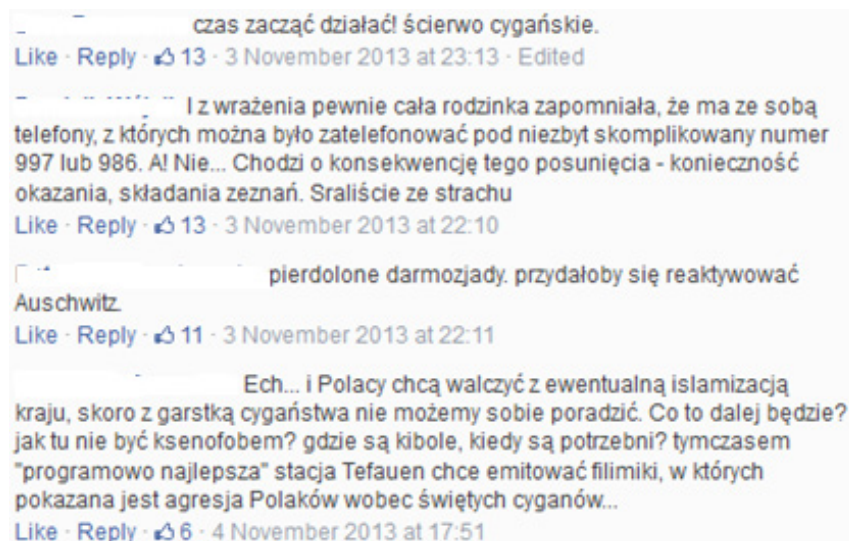 czas zacząć działać! ścierwo cygańskie.
Like · Reply · 13 · 3 November 2013 at 23:13 · Edited
I z wrażenia pewnie cała rodzinka zapomniała, że ma ze sobą
telefony, z których można było zatelefonować pod niezbyt skomplikowany numer
997 lub 986. A! Nie... Chodzi o konsekwencję tego posunięcia - konieczność
okazania, składania zeznań. Sraliście ze strachu
Like · Reply · 13 · 3 November 2013 at 22:10
pierdolone darmozjady. przydałoby się reaktywować
Auschwitz.
Like · Reply · 11 · 3 November 2013 at 22:11
Ech... i Polacy chcą walczyć z ewentualną islamizacją
kraju, skoro z garstką cygaństwa nie możemy sobie poradzić. Co to dalej będzie?
jak tu nie być ksenofobem? gdzie są kibole, kiedy są potrzebni? tymczasem
"programowo najlepsza" stacja Tefauen chce emitować filimiki, w których
pokazana jest agresja Polaków wobec świętych cyganów...
Like · Reply · 6 · 4 November 2013 at 17:51